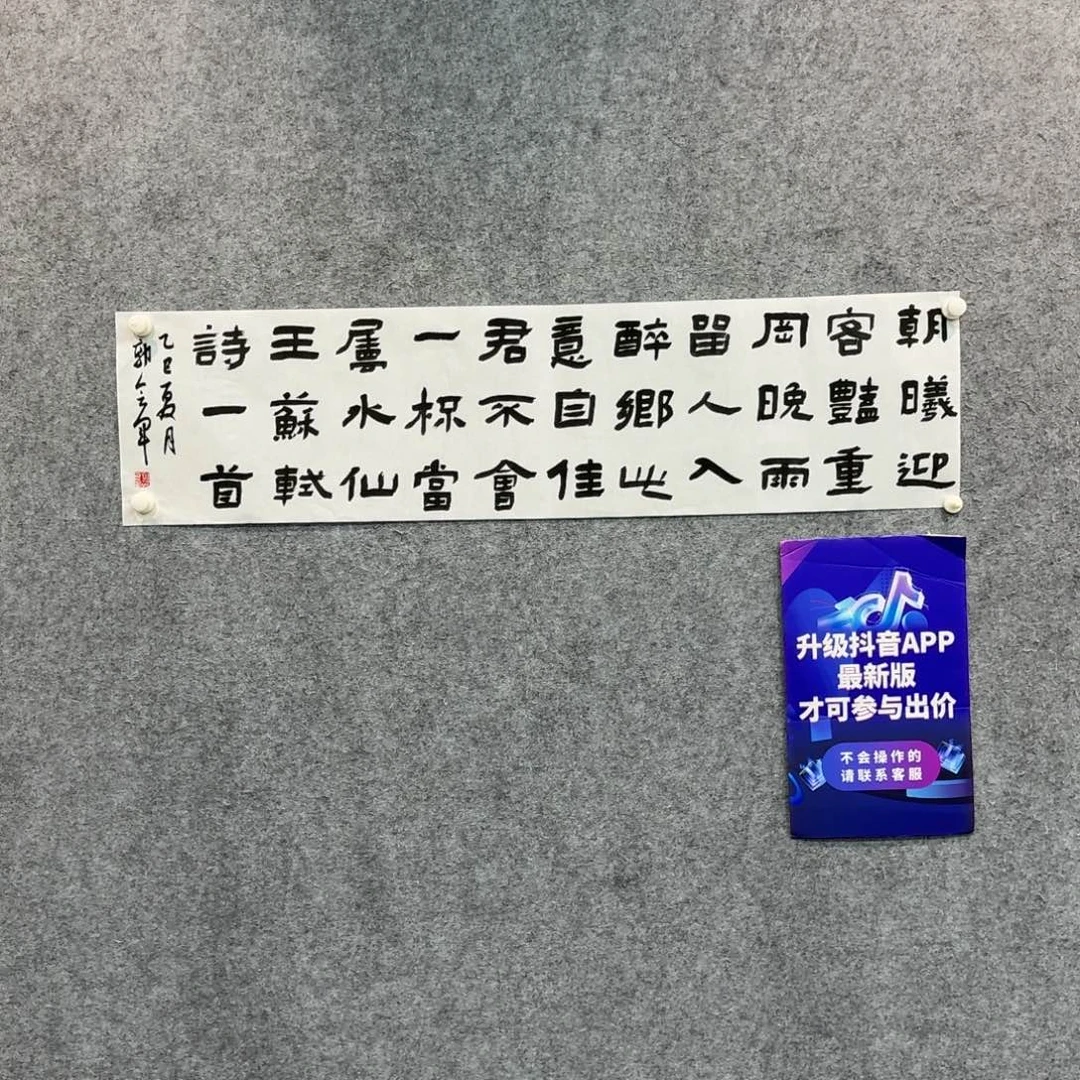 朝曦迎
客豔重
岡晚雨
留人入
醉鄉此
意自佳
君不會
一桮當
屬水仙
王蘇軾
詩一首
乙巳夏月
升级抖音APP
最新版
才可参与出价
不会操作的
请联系客服